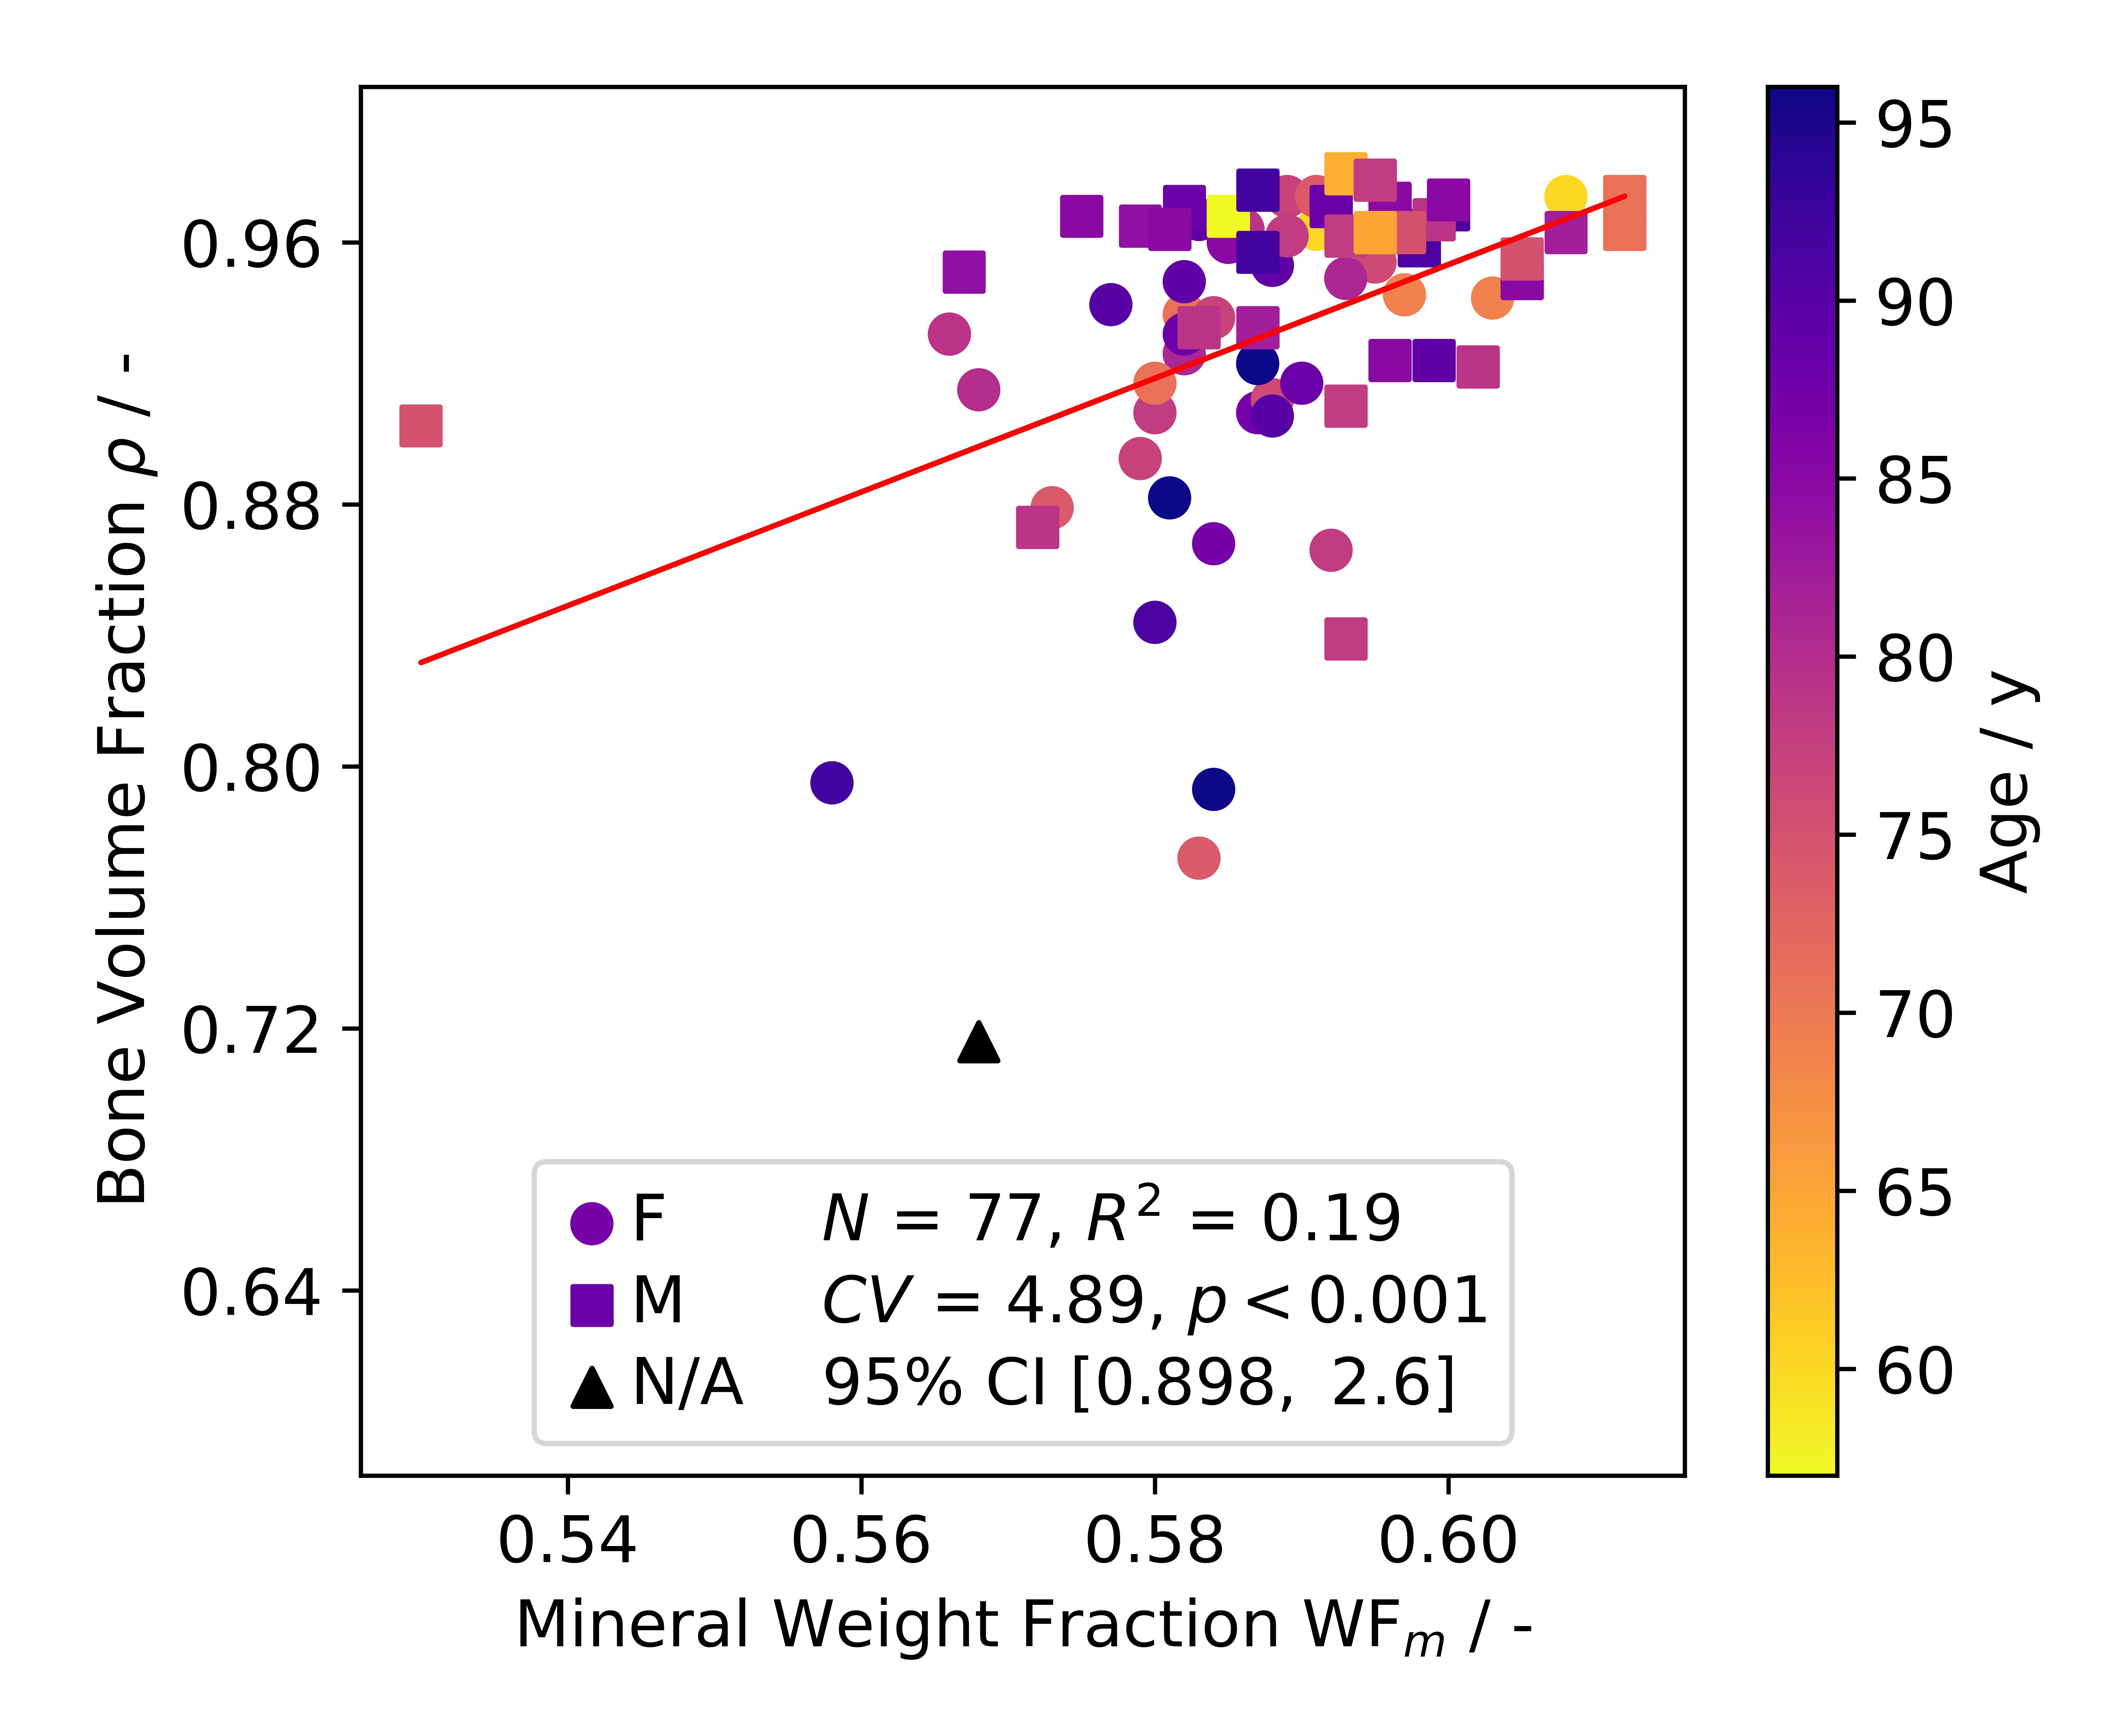 0.96
0.88
0.80
0.72
0.64
Bone Volume Fraction ρ / -
F
M
N/A
N = 77, R² = 0.19
CV = 4.89, p < 0.001
95% CI [0.898, 2.6]
0.54 0.56 0.58 0.60
Mineral Weight Fraction WFₘ / -
95
90
85
80
75
70
65
60
Age / y